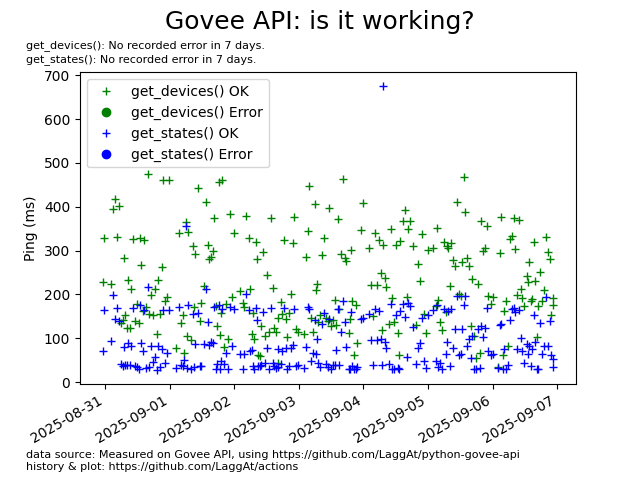 Govee API: is it working?
get_devices(): No recorded error in 7 days.
get_states(): No recorded error in 7 days.
700
600
500
400
300
200
100
0
Ping (ms)
get_devices() OK
get_devices() Error
get_states() OK
get_states() Error
2025-08-31
2025-09-01
2025-09-02
2025-09-03
2025-09-04
2025-09-05
2025-09-06
2025-09-07
data source: Measured on Govee API, using https://github.com/LaggAt/python-govee-api
history & plot: https://github.com/LaggAt/actions